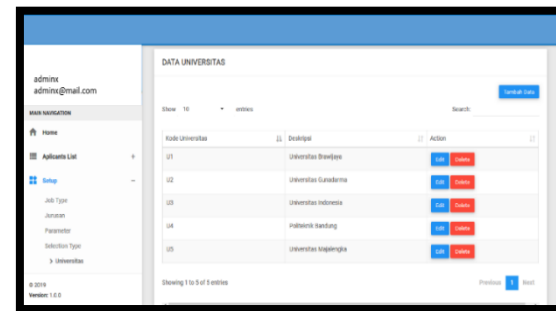 adminx
adminx@mail.com
MAIN NAVIGATION
Home
Aplicants List +
Setup −
Job Type
Jurusan
Parameter
Selection Type
Universitas
© 2019
Version: 1.0.0
DATA UNIVERSITAS
Tambah Data
Show 10 entries Search:
Kode Universitas Deskripsi Action
U1 Universitas Brawijaya Edit Delete
U2 Universitas Gunadarma Edit Delete
U3 Universitas Indonesia Edit Delete
U4 Politeknik Bandung Edit Delete
U5 Universitas Majalengka Edit Delete
Showing 1 to 5 of 5 entries Previous 1 Next